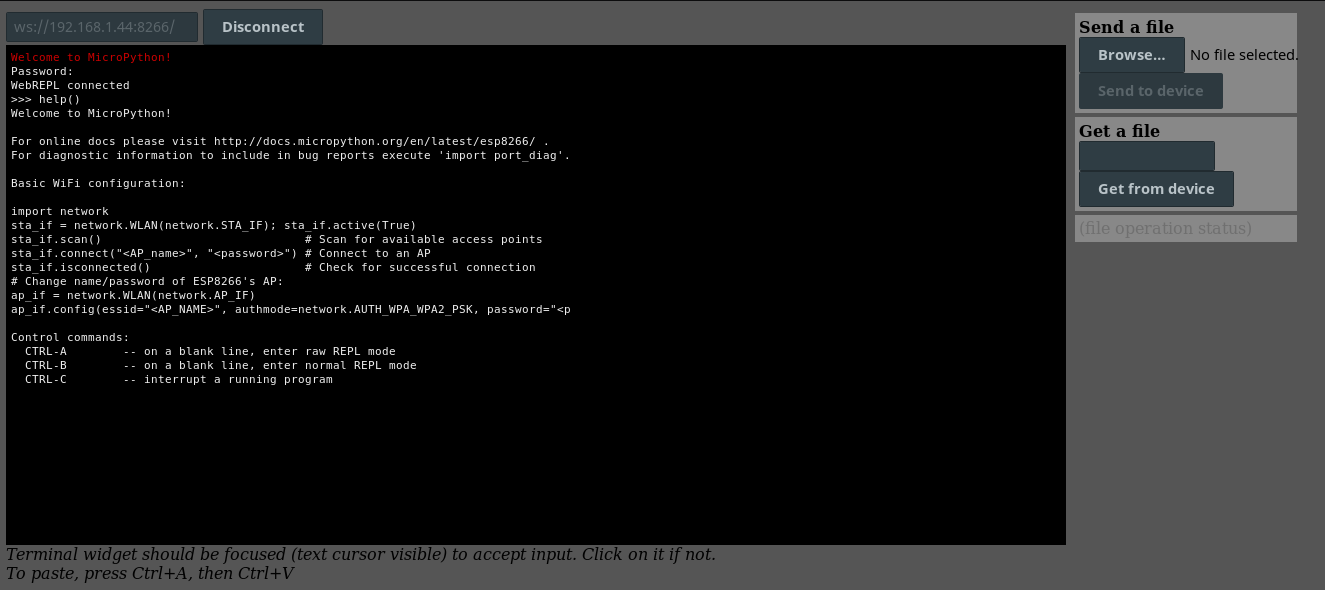 ws://192.168.1.44:8266/ Disconnect
Welcome to MicroPython!
Password:
WebREPL connected
>>> help()
Welcome to MicroPython!
For online docs please visit http://docs.micropython.org/en/latest/esp8266/ .
For diagnostic information to include in bug reports execute 'import port_diag'.
Basic WiFi configuration:
import network
sta_if = network.WLAN(network.STA_IF); sta_if.active(True)
sta_if.scan()                             # Scan for available access points
sta_if.connect("<AP_name>", "<password>") # Connect to an AP
sta_if.isconnected()                      # Check for successful connection
# Change name/password of ESP8266's AP:
ap_if = network.WLAN(network.AP_IF)
ap_if.config(essid="<AP_NAME>", authmode=network.AUTH_WPA_WPA2_PSK, password="<p
Control commands:
  CTRL-A        -- on a blank line, enter raw REPL mode
  CTRL-B        -- on a blank line, enter normal REPL mode
  CTRL-C        -- interrupt a running program
Terminal widget should be focused (text cursor visible) to accept input. Click on it if not.
To paste, press Ctrl+A, then Ctrl+V
Send a file
Browse... No file selected.
Send to device
Get a file
Get from device
(file operation status)